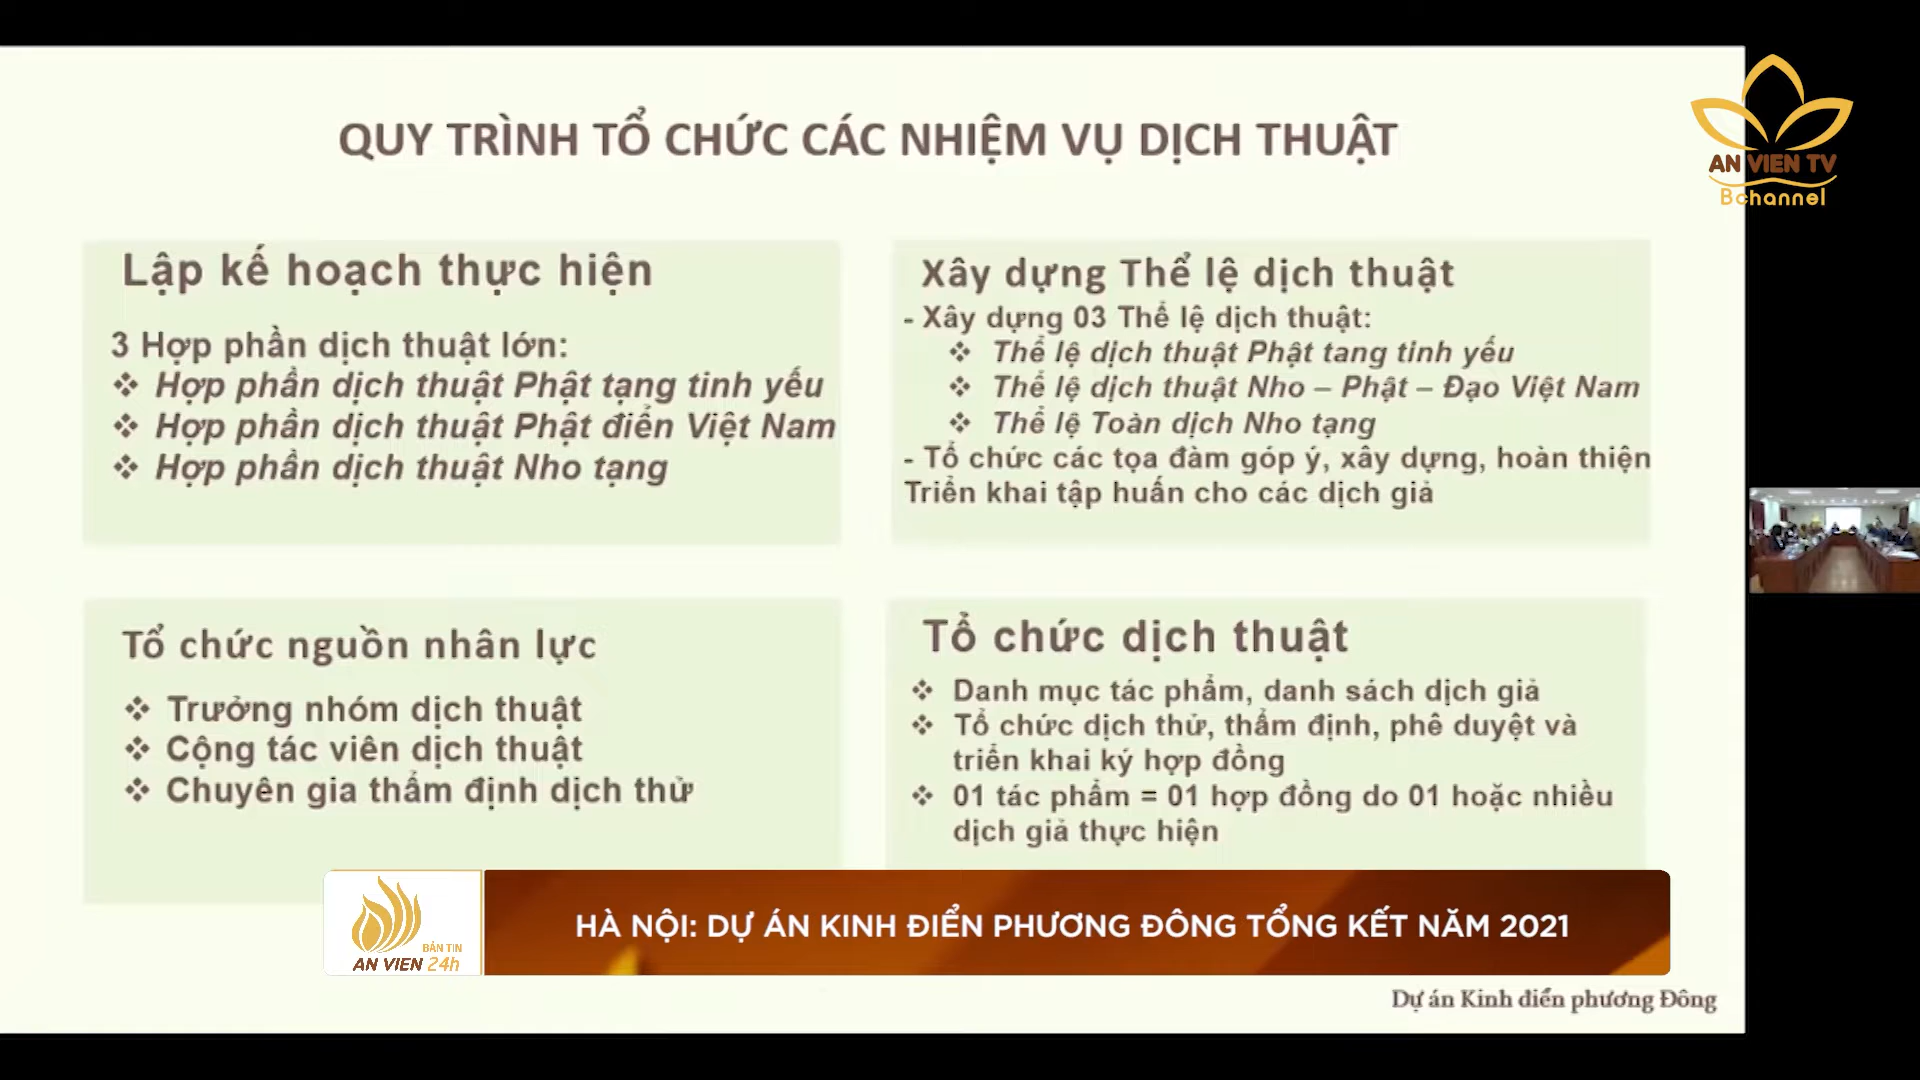 QUY TRÌNH TỔ CHỨC CÁC NHIỆM VỤ DỊCH THUẬT
AN VIEN TV
Bchannel
Lập kế hoạch thực hiện
3 Hợp phần dịch thuật lớn:
❖ Hợp phần dịch thuật Phật tạng tinh yếu
❖ Hợp phần dịch thuật Phật điển Việt Nam
❖ Hợp phần dịch thuật Nho tạng
Xây dựng Thể lệ dịch thuật
- Xây dựng 03 Thể lệ dịch thuật:
❖ Thể lệ dịch thuật Phật tang tinh yếu
❖ Thể lệ dịch thuật Nho – Phật – Đạo Việt Nam
❖ Thể lệ Toàn dịch Nho tạng
- Tổ chức các tọa đàm góp ý, xây dựng, hoàn thiện
Triển khai tập huấn cho các dịch giả
Tổ chức nguồn nhân lực
❖ Trưởng nhóm dịch thuật
❖ Cộng tác viên dịch thuật
❖ Chuyên gia thẩm định dịch thử
Tổ chức dịch thuật
❖ Danh mục tác phẩm, danh sách dịch giả
❖ Tổ chức dịch thử, thẩm định, phê duyệt và
triển khai ký hợp đồng
❖ 01 tác phẩm = 01 hợp đồng do 01 hoặc nhiều
dịch giả thực hiện
BẢN TIN
AN VIEN 24h
HÀ NỘI: DỰ ÁN KINH ĐIỂN PHƯƠNG ĐÔNG TỔNG KẾT NĂM 2021
Dự án Kinh điển phương Đông